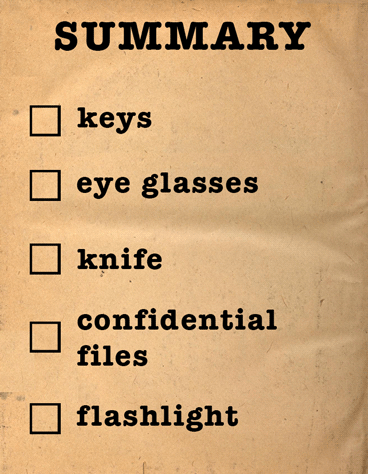 SUMMARY
keys
eye glasses
knife
confidential
files
flashlight